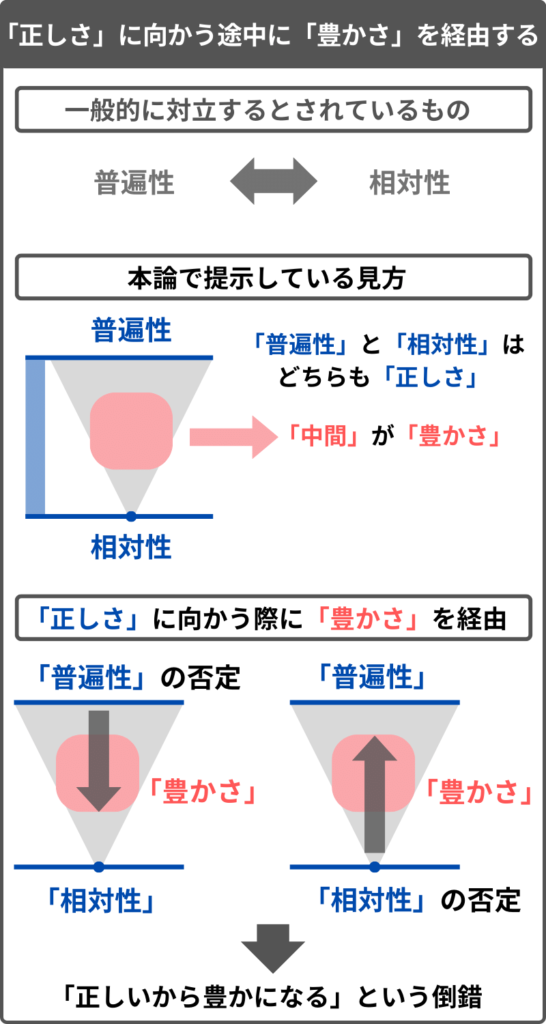 「正しさ」に向かう途中に「豊かさ」を経由する
一般的に対立するとされているもの
普遍性
相対性
本論で提示している見方
普遍性
「普遍性」と「相対性」は
どちらも「正しさ」
「中間」が「豊かさ」
相対性
「正しさ」に向かう際に「豊かさ」を経由
「普遍性」の否定
「豊かさ」
「相対性」
「普遍性」
「豊かさ」
「相対性」の否定
「正しいから豊かになる」という倒錯